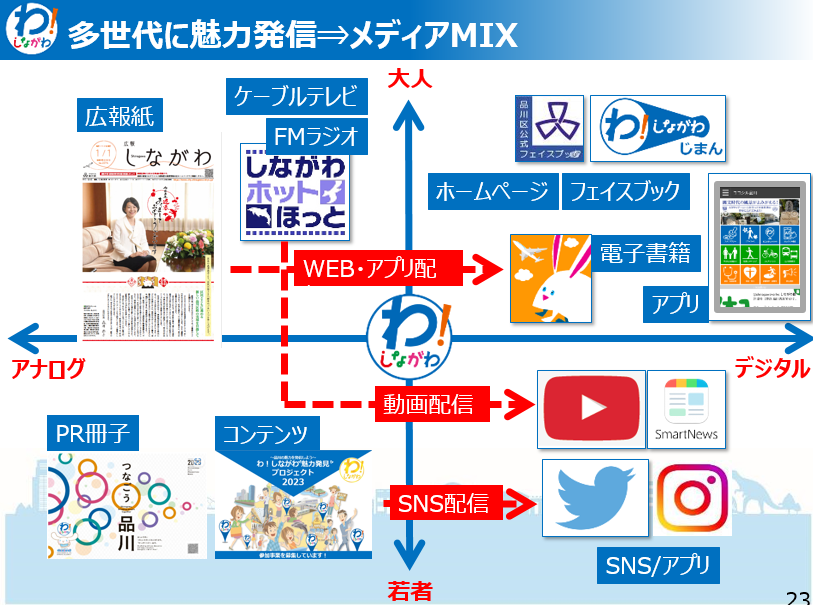 わ!
しながわ
多世代に魅力発信⇒メディアMIX
大人
広報紙
ケーブルテレビ
FMラジオ
広報
しながわ
1/1
しながわ
ホット
ほっと
品川区公式
フェイスブック
わ!しながわ
じまん
ホームページ
フェイスブック
電子書籍
アプリ
WEB・アプリ配
わ!
しながわ
アナログ
デジタル
動画配信
SmartNews
PR冊子
つなごう品川
コンテンツ
わ!しながわ魅力発見
プロジェクト
2023
参加事業を募集しています!
SNS配信
SNS/アプリ
若者
23